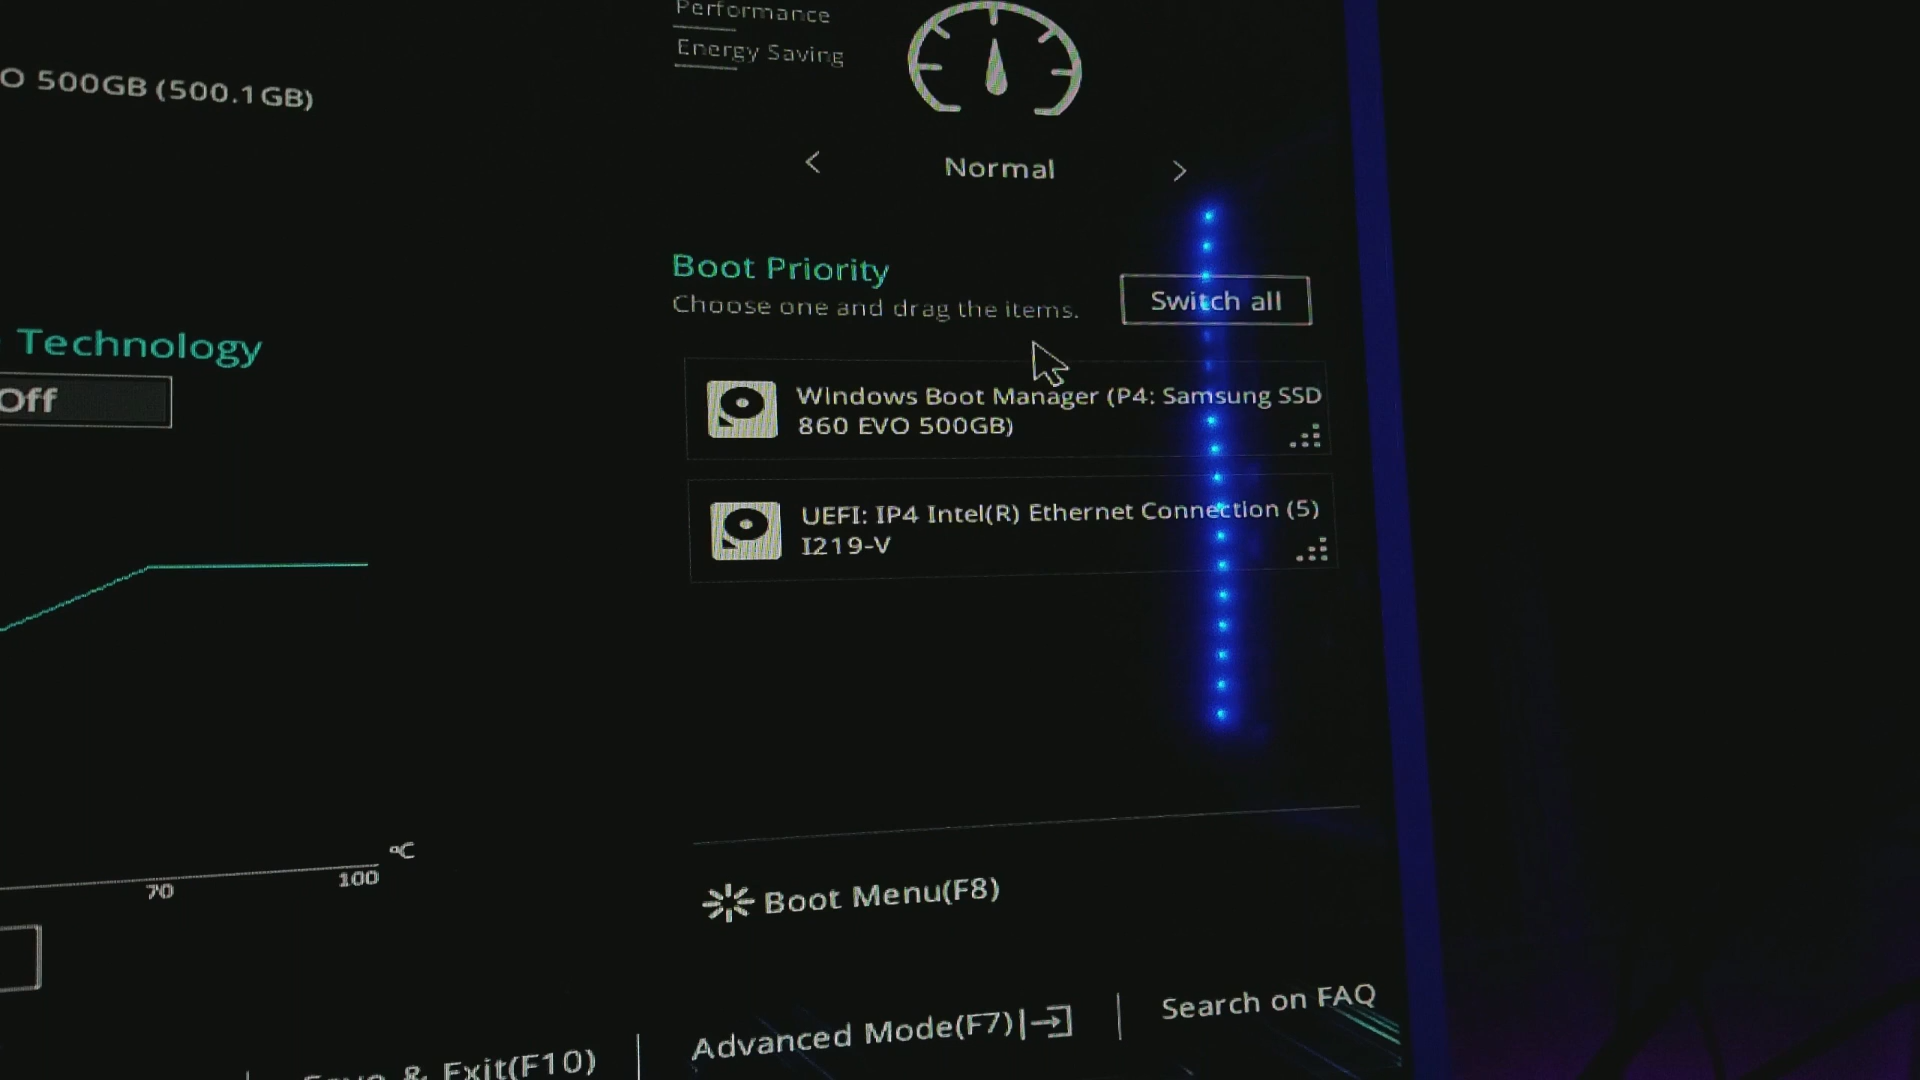 Performance
Energy Saving
O 500GB (500.1GB)
Normal
Boot Priority
Choose one and drag the items.
Switch all
Technology
Off
Windows Boot Manager (P4: Samsung SSD
860 EVO 500GB)
UEFI: IP4 Intel(R) Ethernet Connection (5)
I219-V
°C
70
100
Boot Menu(F8)
& Exit(F10)
Advanced Mode(F7)
Search on FAQ